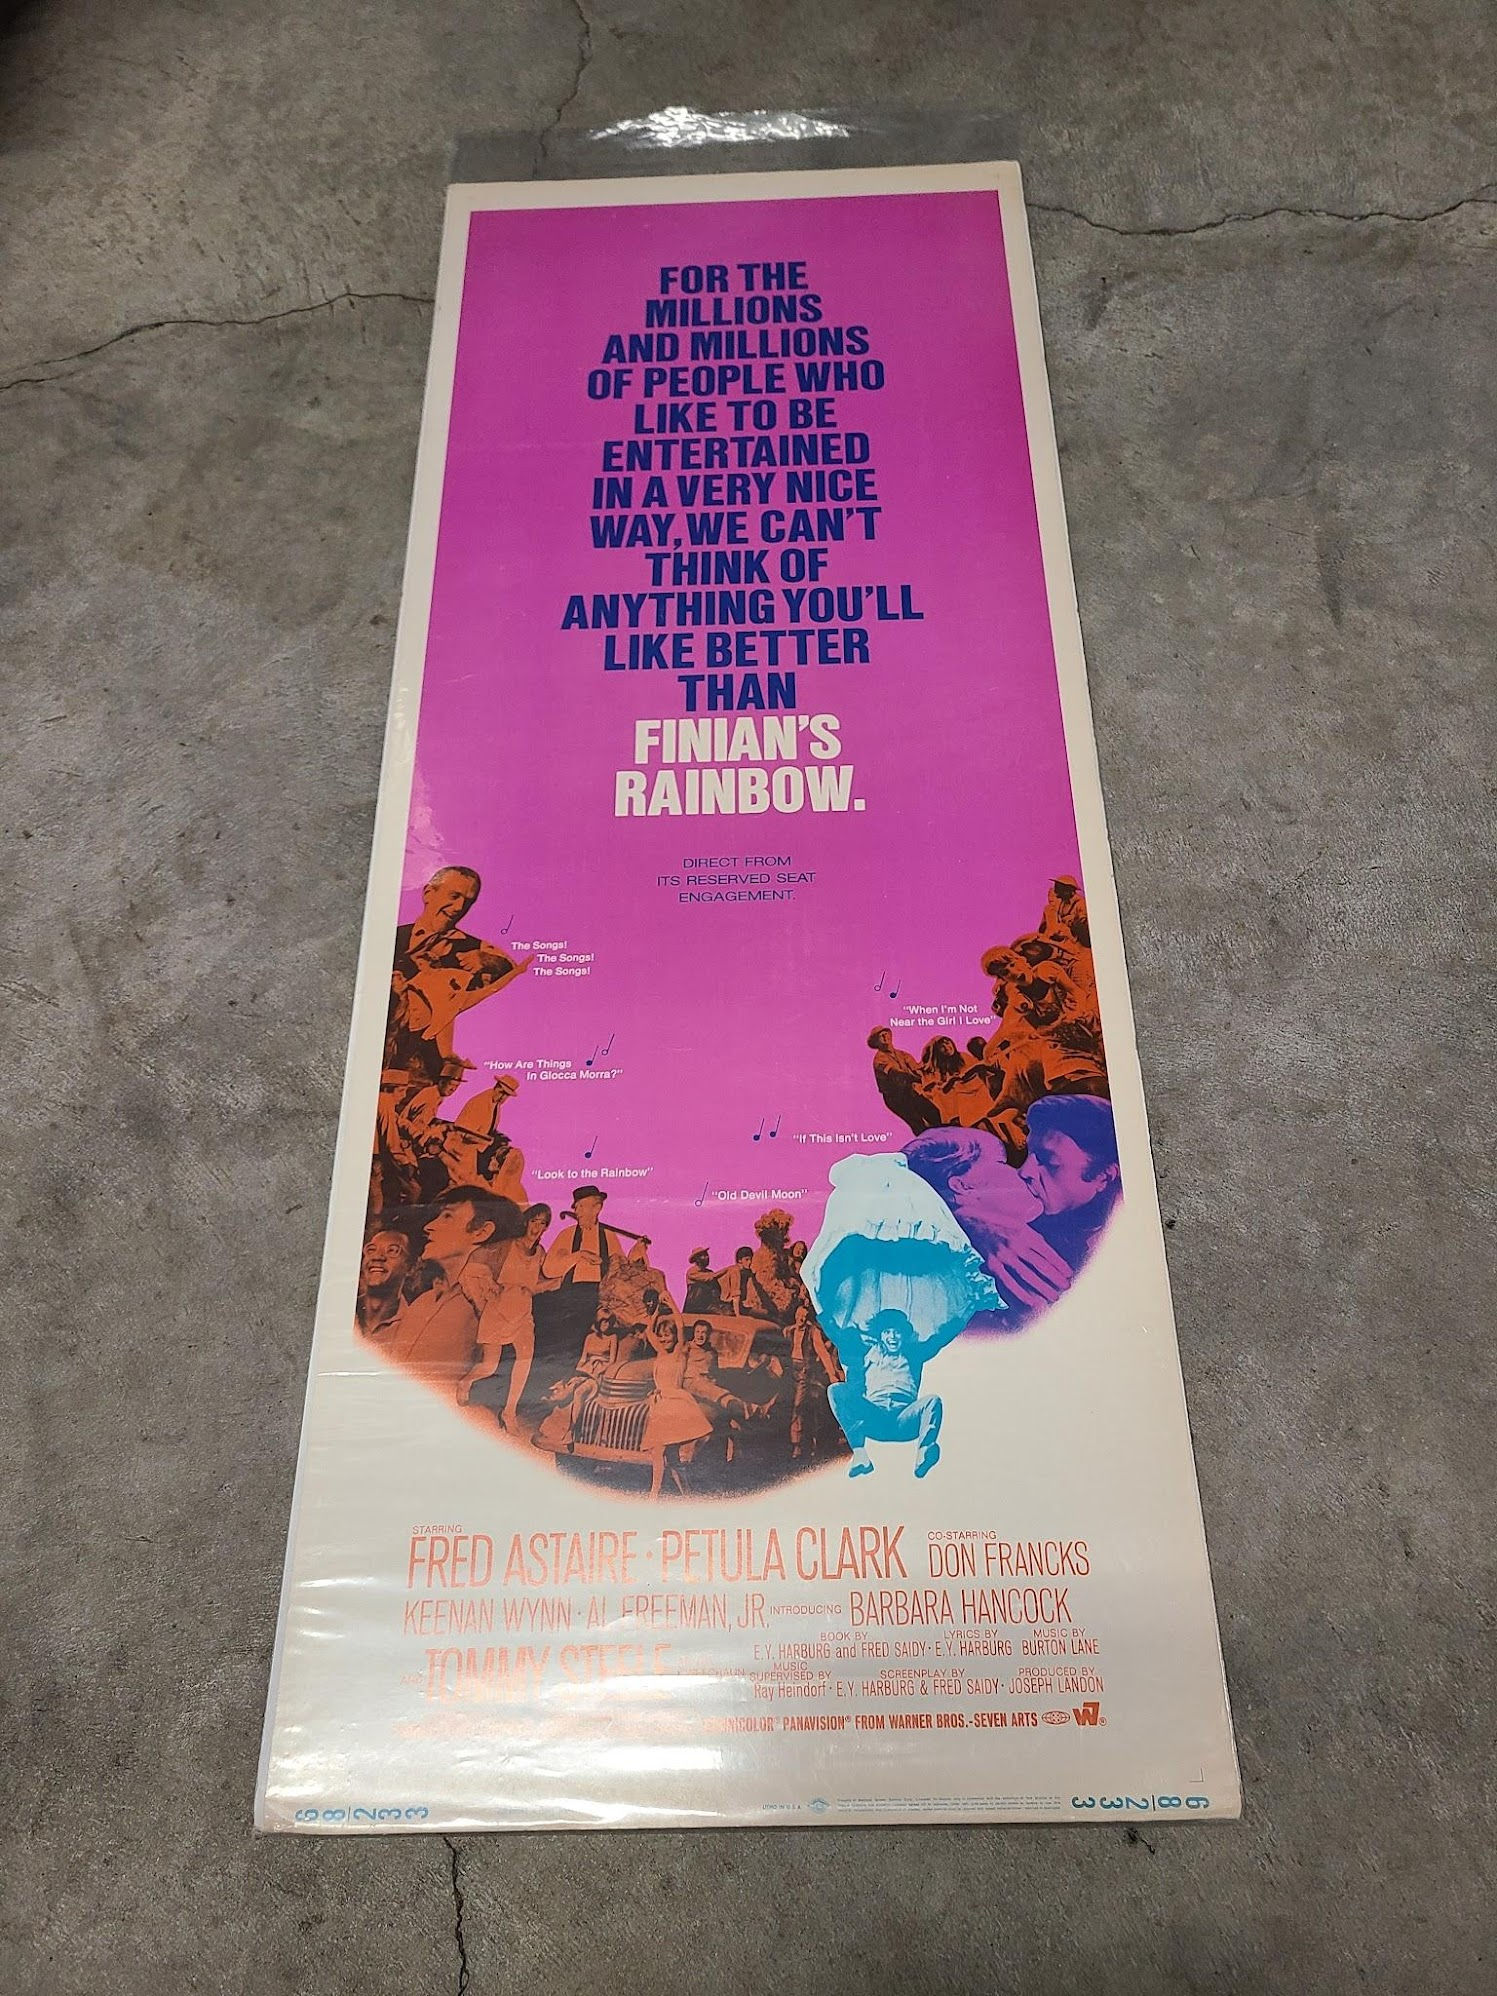 FOR THE
MILLIONS
AND MILLIONS
OF PEOPLE WHO
LIKE TO BE
ENTERTAINED
IN A VERY NICE
WAY, WE CAN'T
THINK OF
ANYTHING YOU'LL
LIKE BETTER
THAN
FINIAN'S
RAINBOW.
DIRECT FROM
ITS RESERVED SEAT
ENGAGEMENT.
The Songs!
The Songs!
The Songs!
"When I'm Not
Near the Girl I Love"
"How Are Things
In Glocca Morra?"
"If This Isn't Love"
"Look to the Rainbow"
"Old Devil Moon"
STARRING
FRED ASTAIRE · PETULA CLARK
CO-STARRING
DON FRANCKS
KEENAN WYNN · AL FREEMAN, JR. INTRODUCING BARBARA HANCOCK
TOMMY STEELE
BOOK BY
E.Y. HARBURG and FRED SAIDY ·
LYRICS BY
E.Y. HARBURG
MUSIC BY
BURTON LANE
MUSIC
SUPERVISED BY
Ray Heindorf ·
SCREENPLAY BY
E.Y. HARBURG & FRED SAIDY ·
PRODUCED BY
JOSEPH LANDON
PANAVISION® FROM WARNER BROS.-SEVEN ARTS W7®
68/233
LITHO IN U.S.A.
68/233